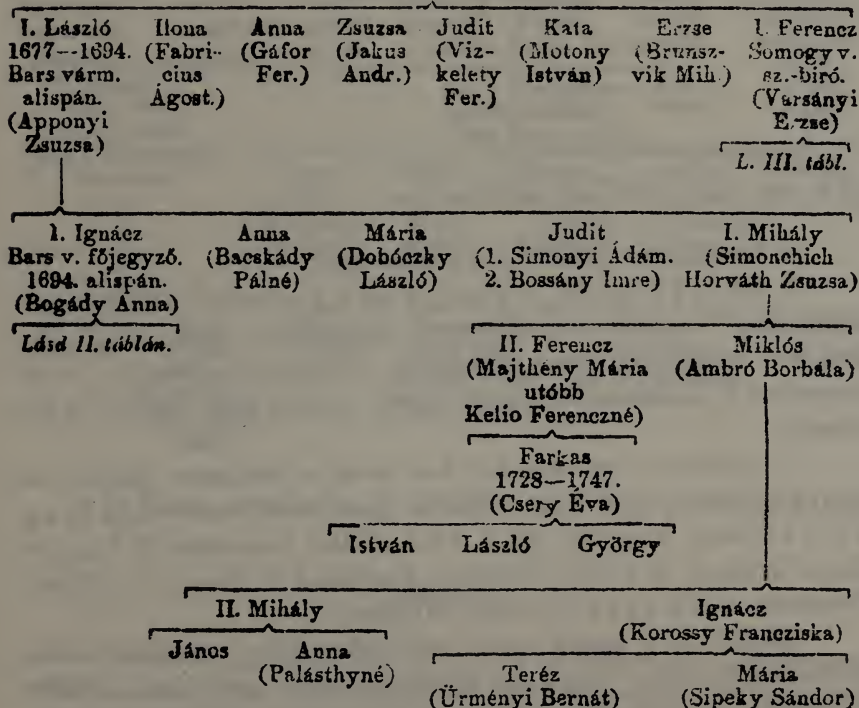 I. László Ilona Anna Zsuzsa Judit Kata Erzse I. Ferencz
1677—1694. (Fabri- (Gáfor (Jakus (Viz- (Motony (Brunsz- Somogy v.
Bars várm. cius Fer.) Andr.) kelety István) vik Mih.) sz.-biró.
alispán. Ágost.) Fer.) (Varsányi
(Apponyi Erzse)
Zsuzsa) L. III. tábl.
I. Ignácz Anna Mária Judit I. Mihály
Bars v. főjegyző. (Bacskády (Dobóczky (1. Simonyi Ádám. (Simonchich
1694. alispán. Pálné) László) 2. Bossány Imre) Horváth Zsuzsa)
(Bogády Anna)
Lásd II. táblán. II. Ferencz Miklós
(Majthény Mária (Ambró Borbála)
utóbb
Kelio Ferenczné)
Farkas
1728—1747.
(Csery Éva)
István László György
II. Mihály Ignácz
(Korossy Francziska)
János Anna
(Palásthyné) Teréz Mária
(Ürményi Bernát) (Sipeky Sándor)